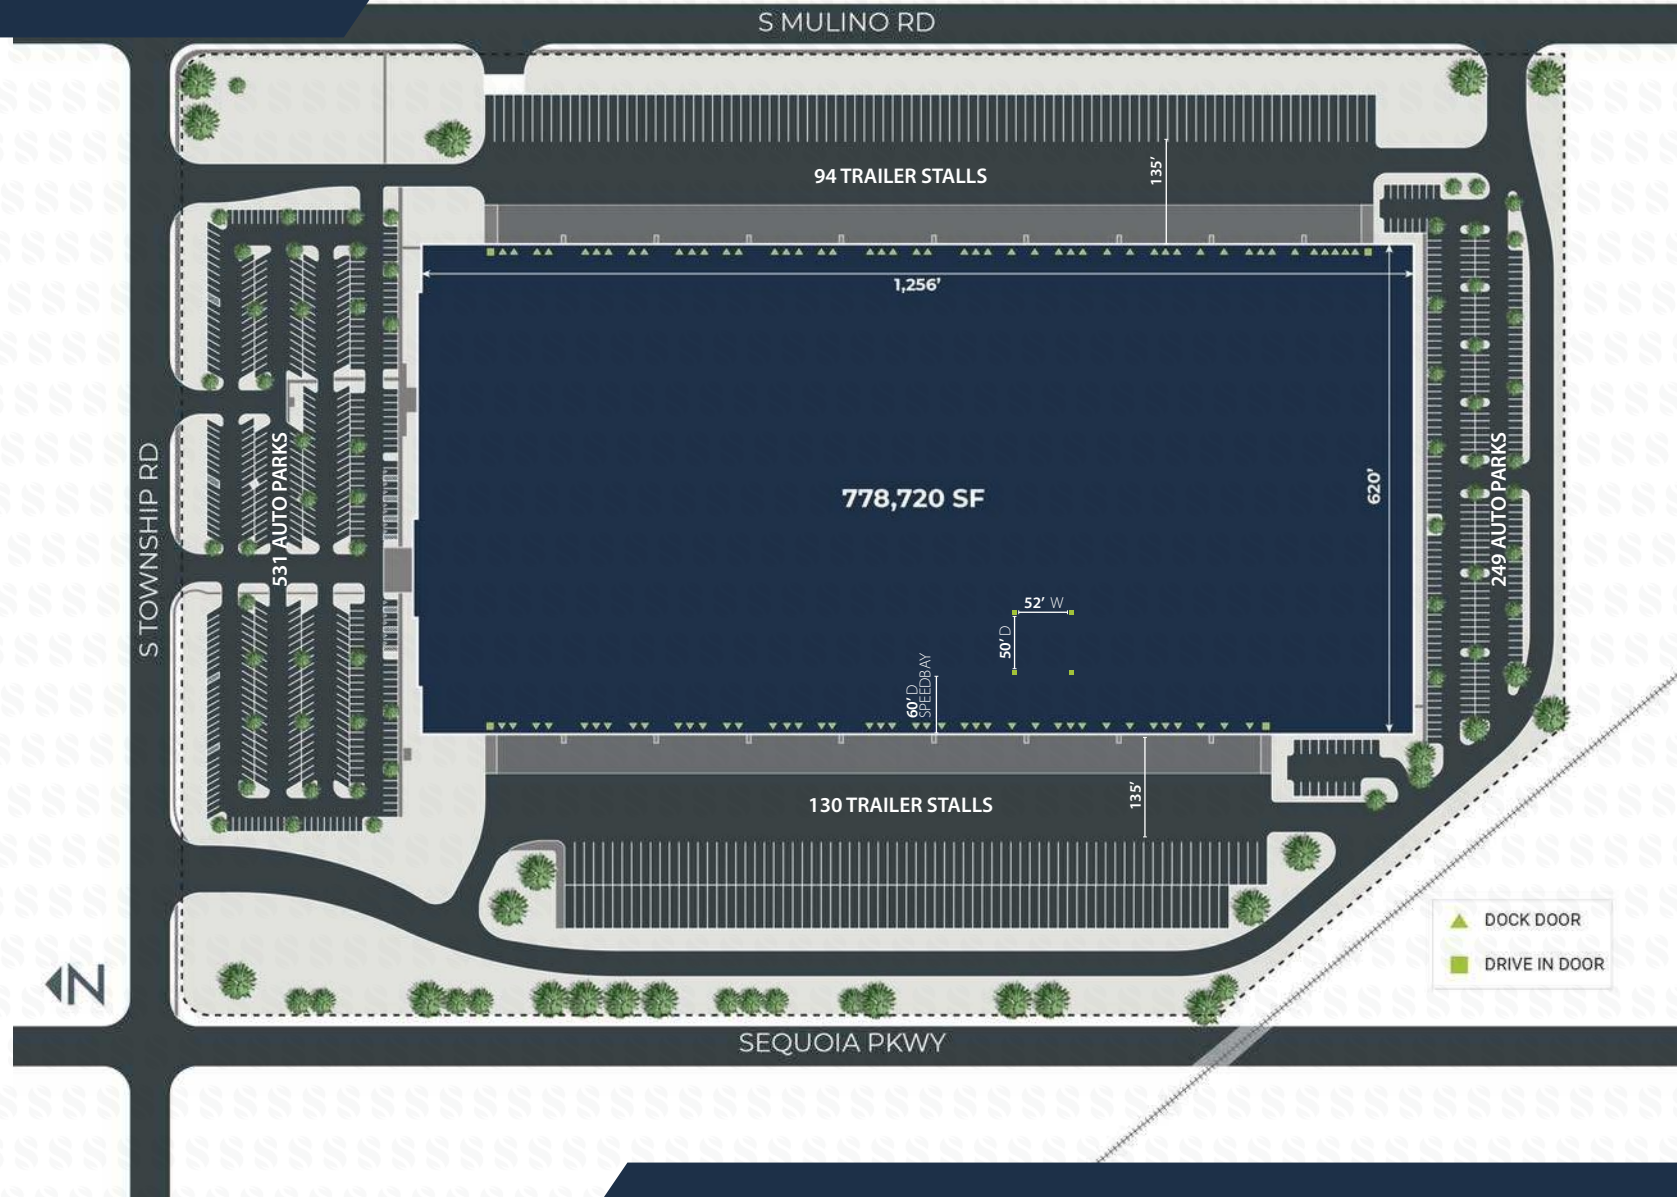 S MULINO RD
94 TRAILER STALLS
135’
1,256’
S TOWNSHIP RD
531 AUTO PARKS
778,720 SF
620’
249 AUTO PARKS
52’ W
50’ D
60’ D
SPEEDBAY
130 TRAILER STALLS
135’
DOCK DOOR
DRIVE IN DOOR
N
SEQUOIA PKWY